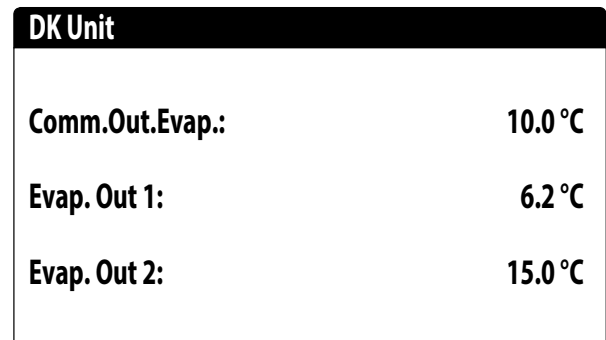 DK Unit
Comm.Out.Evap.: 10.0 °C
Evap. Out 1: 6.2 °C
Evap. Out 2: 15.0 °C